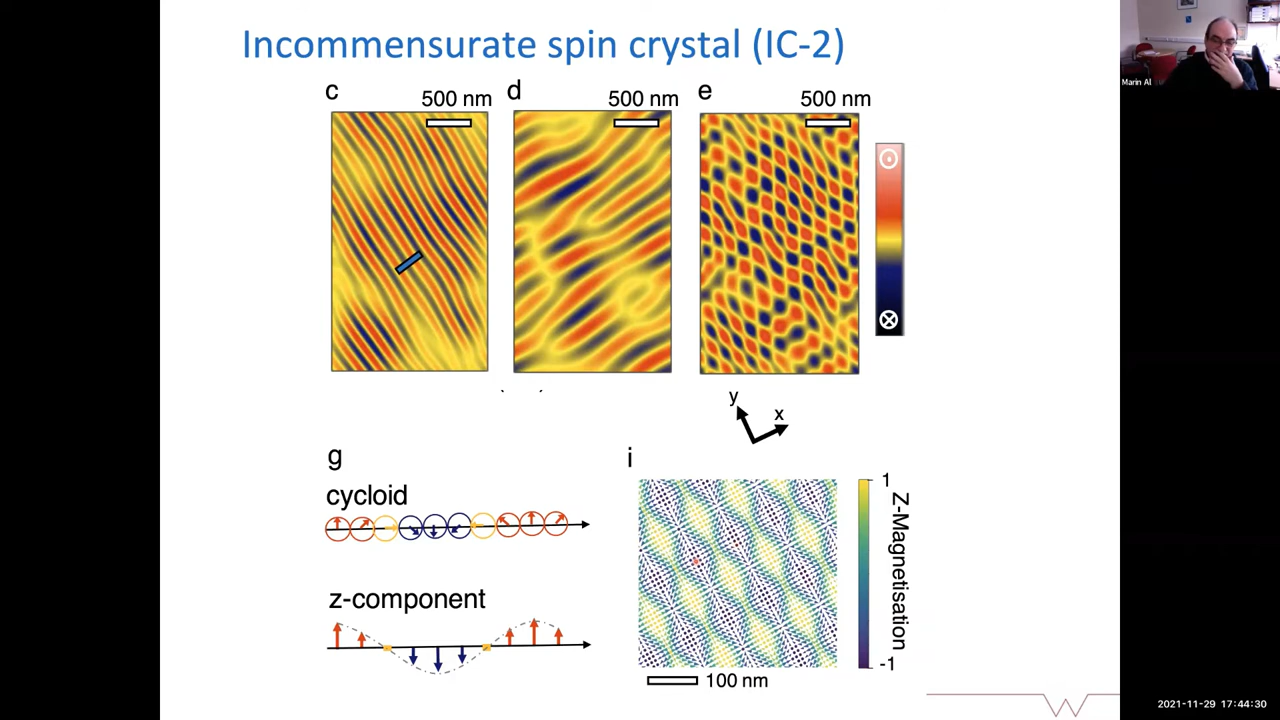 Incommensurate spin crystal (IC-2)
c
500 nm
d
500 nm
e
500 nm
Marin Al
y
x
g
i
cycloid
z-component
1
Z-Magnetisation
-1
100 nm
2021-11-29 17:44:30